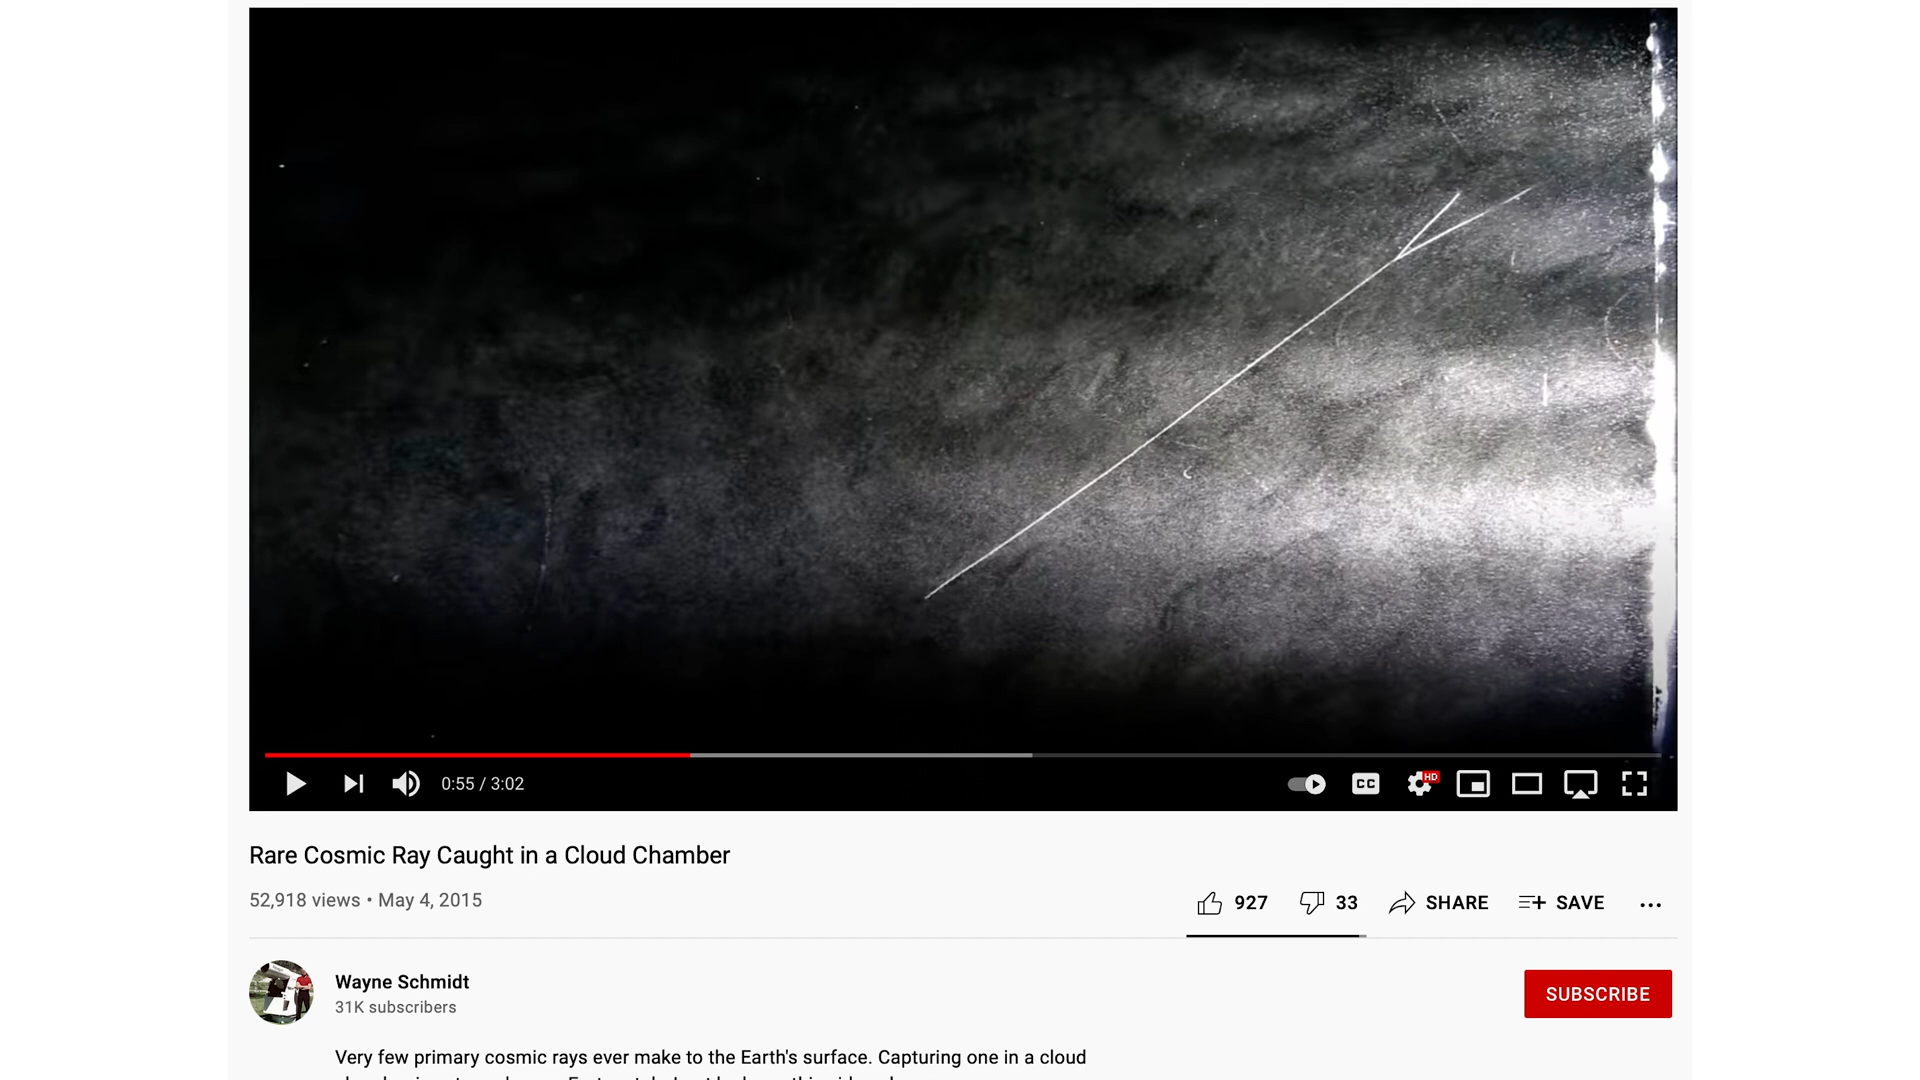 0:55 / 3:02
CC
HD
Rare Cosmic Ray Caught in a Cloud Chamber
52,918 views • May 4, 2015
927
33
SHARE
SAVE
Wayne Schmidt
31K subscribers
SUBSCRIBE
Very few primary cosmic rays ever make to the Earth's surface. Capturing one in a cloud